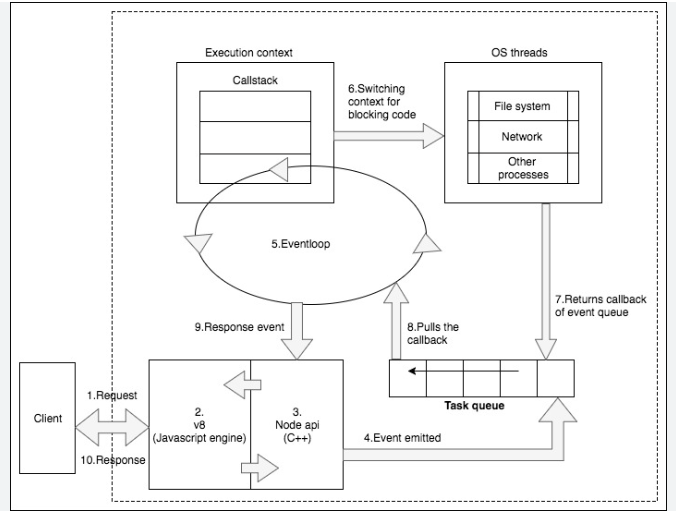 Execution context
OS threads
Callstack
6.Switching
context for
blocking code
File system
Network
Other
processes
5.Eventloop
7.Returns callback
of event queue
9.Response event
8.Pulls the
callback
Task queue
Client
1.Request
10.Response
2.
v8
(Javascript engine)
3.
Node api
(C++)
4.Event emitted